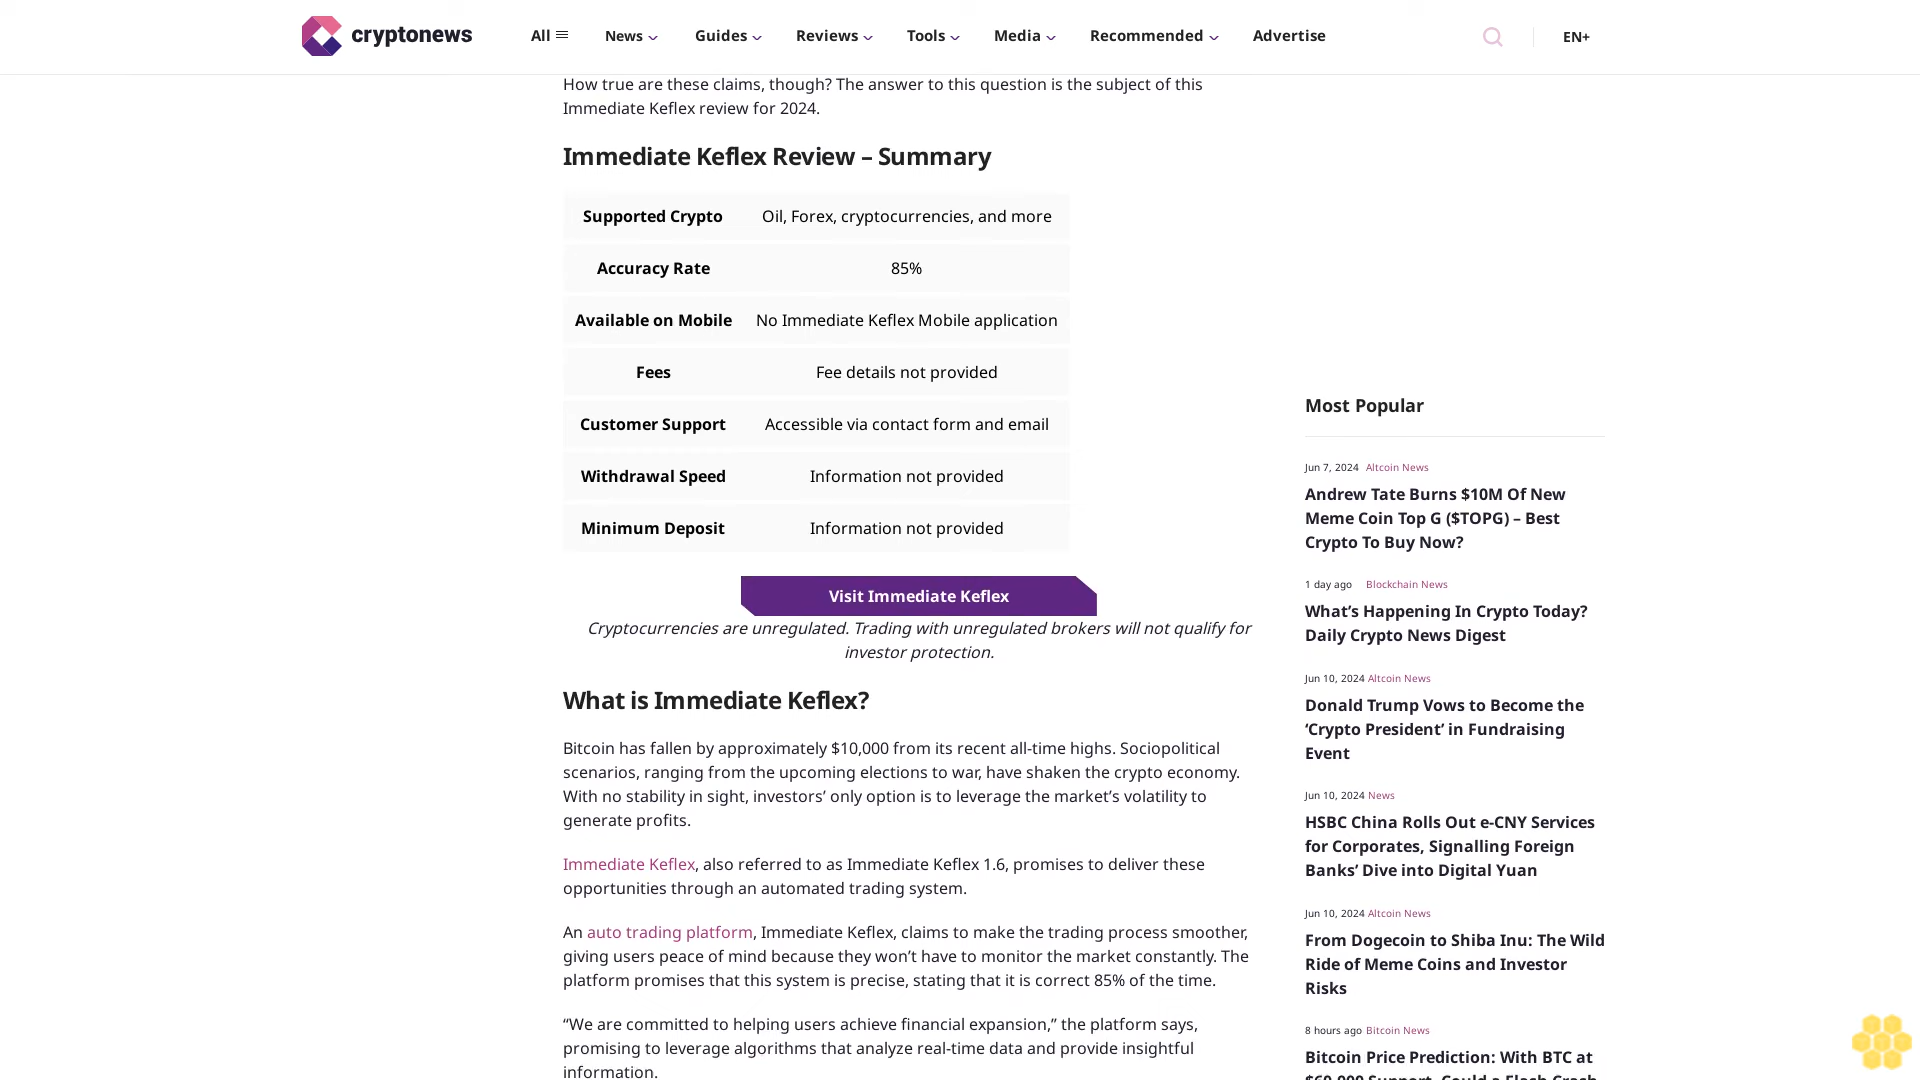 cryptonews
All
News
Guides
Reviews
Tools
Media
Recommended
Advertise
EN+
How true are these claims, though? The answer to this question is the subject of this
Immediate Keflex review for 2024.
Immediate Keflex Review – Summary
Supported Crypto Oil, Forex, cryptocurrencies, and more
Accuracy Rate 85%
Available on Mobile No Immediate Keflex Mobile application
Fees Fee details not provided
Customer Support Accessible via contact form and email
Withdrawal Speed Information not provided
Minimum Deposit Information not provided
Visit Immediate Keflex
Cryptocurrencies are unregulated. Trading with unregulated brokers will not qualify for
investor protection.
What is Immediate Keflex?
Bitcoin has fallen by approximately $10,000 from its recent all-time highs. Sociopolitical
scenarios, ranging from the upcoming elections to war, have shaken the crypto economy.
With no stability in sight, investors’ only option is to leverage the market’s volatility to
generate profits.
Immediate Keflex, also referred to as Immediate Keflex 1.6, promises to deliver these
opportunities through an automated trading system.
An auto trading platform, Immediate Keflex, claims to make the trading process smoother,
giving users peace of mind because they won’t have to monitor the market constantly. The
platform promises that this system is precise, stating that it is correct 85% of the time.
“We are committed to helping users achieve financial expansion,” the platform says,
promising to leverage algorithms that analyze real-time data and provide insightful
information.
Most Popular
Jun 7, 2024 Altcoin News
Andrew Tate Burns $10M Of New
Meme Coin Top G ($TOPG) – Best
Crypto To Buy Now?
1 day ago Blockchain News
What’s Happening In Crypto Today?
Daily Crypto News Digest
Jun 10, 2024 Altcoin News
Donald Trump Vows to Become the
‘Crypto President’ in Fundraising
Event
Jun 10, 2024 News
HSBC China Rolls Out e-CNY Services
for Corporates, Signalling Foreign
Banks’ Dive into Digital Yuan
Jun 10, 2024 Altcoin News
From Dogecoin to Shiba Inu: The Wild
Ride of Meme Coins and Investor
Risks
8 hours ago Bitcoin News
Bitcoin Price Prediction: With BTC at
$60,000 Support, Could a Flash Crash